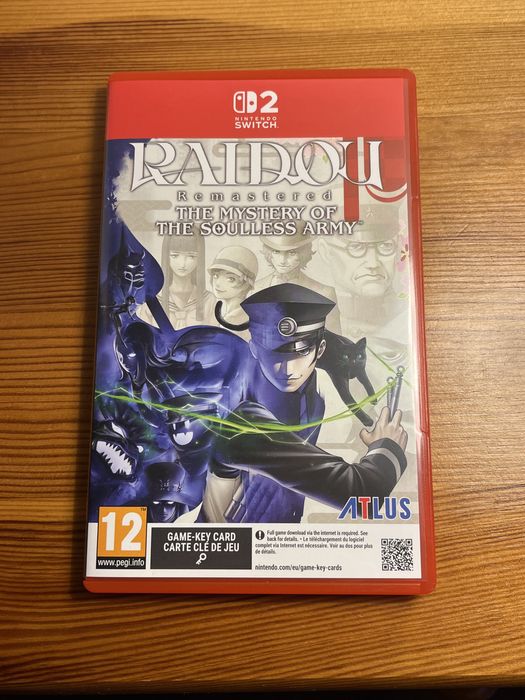 2
NINTENDO
SWITCH
RAIDOU
Remastered
THE MYSTERY OF
THE SOULLESS ARMY™
ATLUS
12
www.pegi.info
GAME-KEY CARD
CARTE CLÉ DE JEU
Full game download via the internet is required. See
back for details. • Le téléchargement du logiciel
complet via Internet est nécessaire. Voir au dos pour plus
de détails.
nintendo.com/eu/game-key-cards